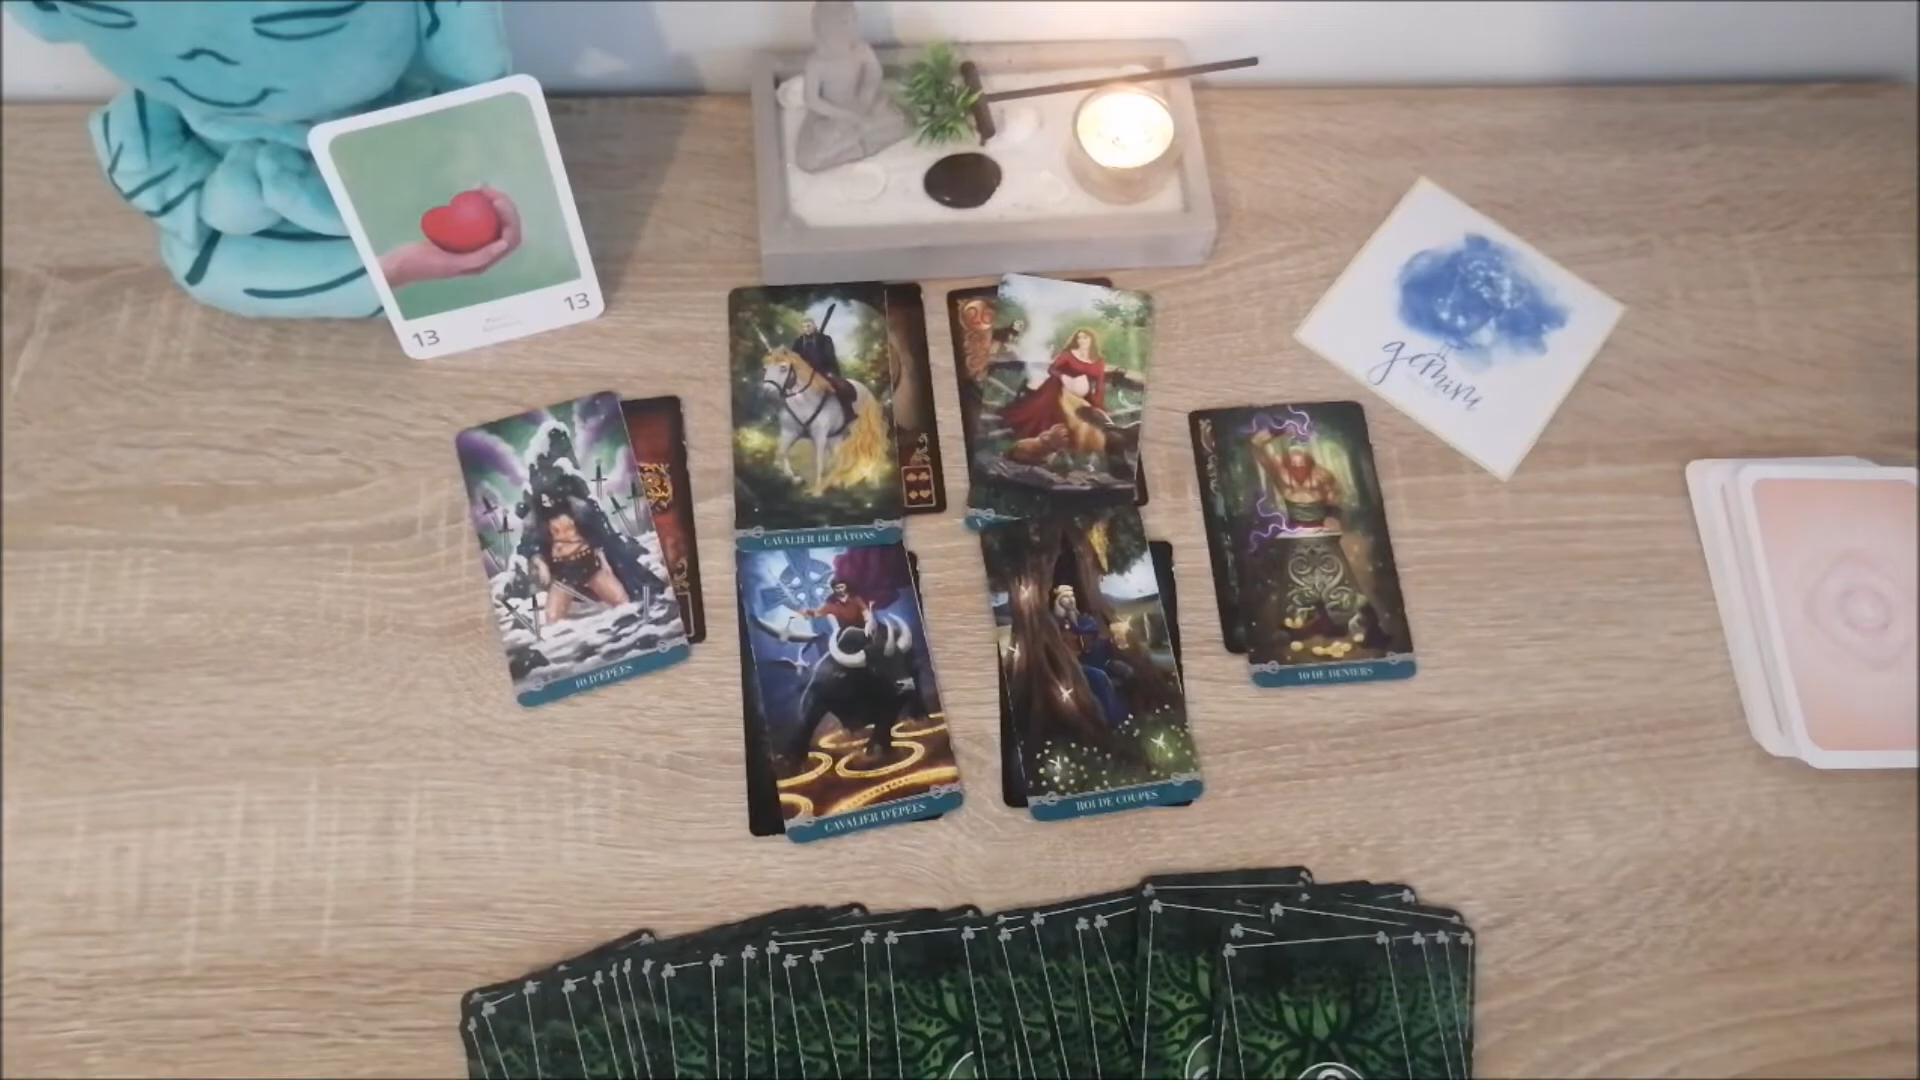 13
13
gemini
CAVALIER DE BÂTONS
10 D'ÉPÉES
10 DE DENIERS
CAVALIER D'ÉPÉES
ROI DE COUPES